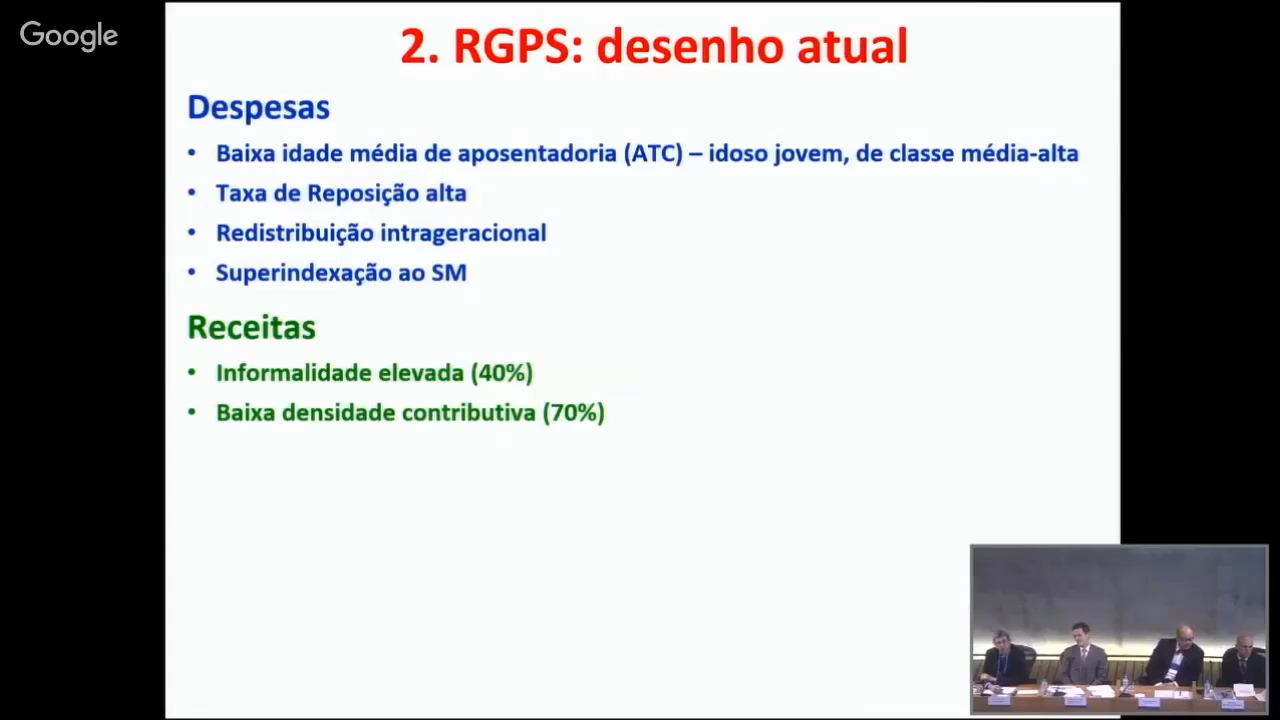 Google
2. RGPS: desenho atual
Despesas
• Baixa idade média de aposentadoria (ATC) – idoso jovem, de classe média-alta
• Taxa de Reposição alta
• Redistribuição intrageracional
• Superindexação ao SM
Receitas
• Informalidade elevada (40%)
• Baixa densidade contributiva (70%)